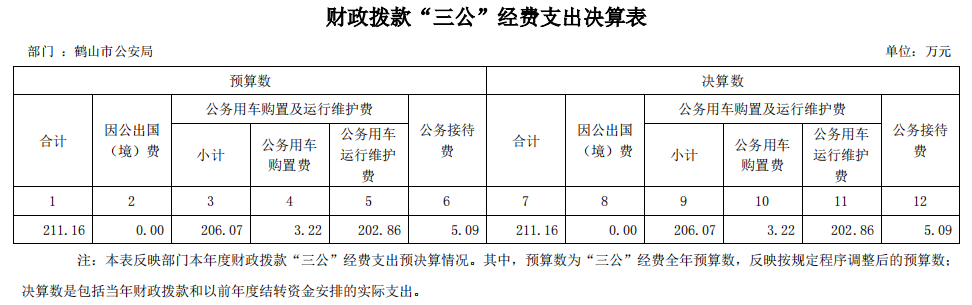 财政拨款“三公”经费支出决算表
部门 ：鹤山市公安局
单位：万元
预算数
决算数
合计
因公出国
（境）费
公务用车购置及运行维护费
小计
公务用车
购置费
公务用车
运行维护
费
公务接待
费
合计
因公出国
（境）费
公务用车购置及运行维护费
小计
公务用车
购置费
公务用车
运行维护
费
公务接待
费
1 2 3 4 5 6 7 8 9 10 11 12
211.16 0.00 206.07 3.22 202.86 5.09 211.16 0.00 206.07 3.22 202.86 5.09
注：本表反映部门本年度财政拨款“三公”经费支出预决算情况。其中，预算数为“三公”经费全年预算数，反映按规定程序调整后的预算数；
决算数是包括当年财政拨款和以前年度结转资金安排的实际支出。